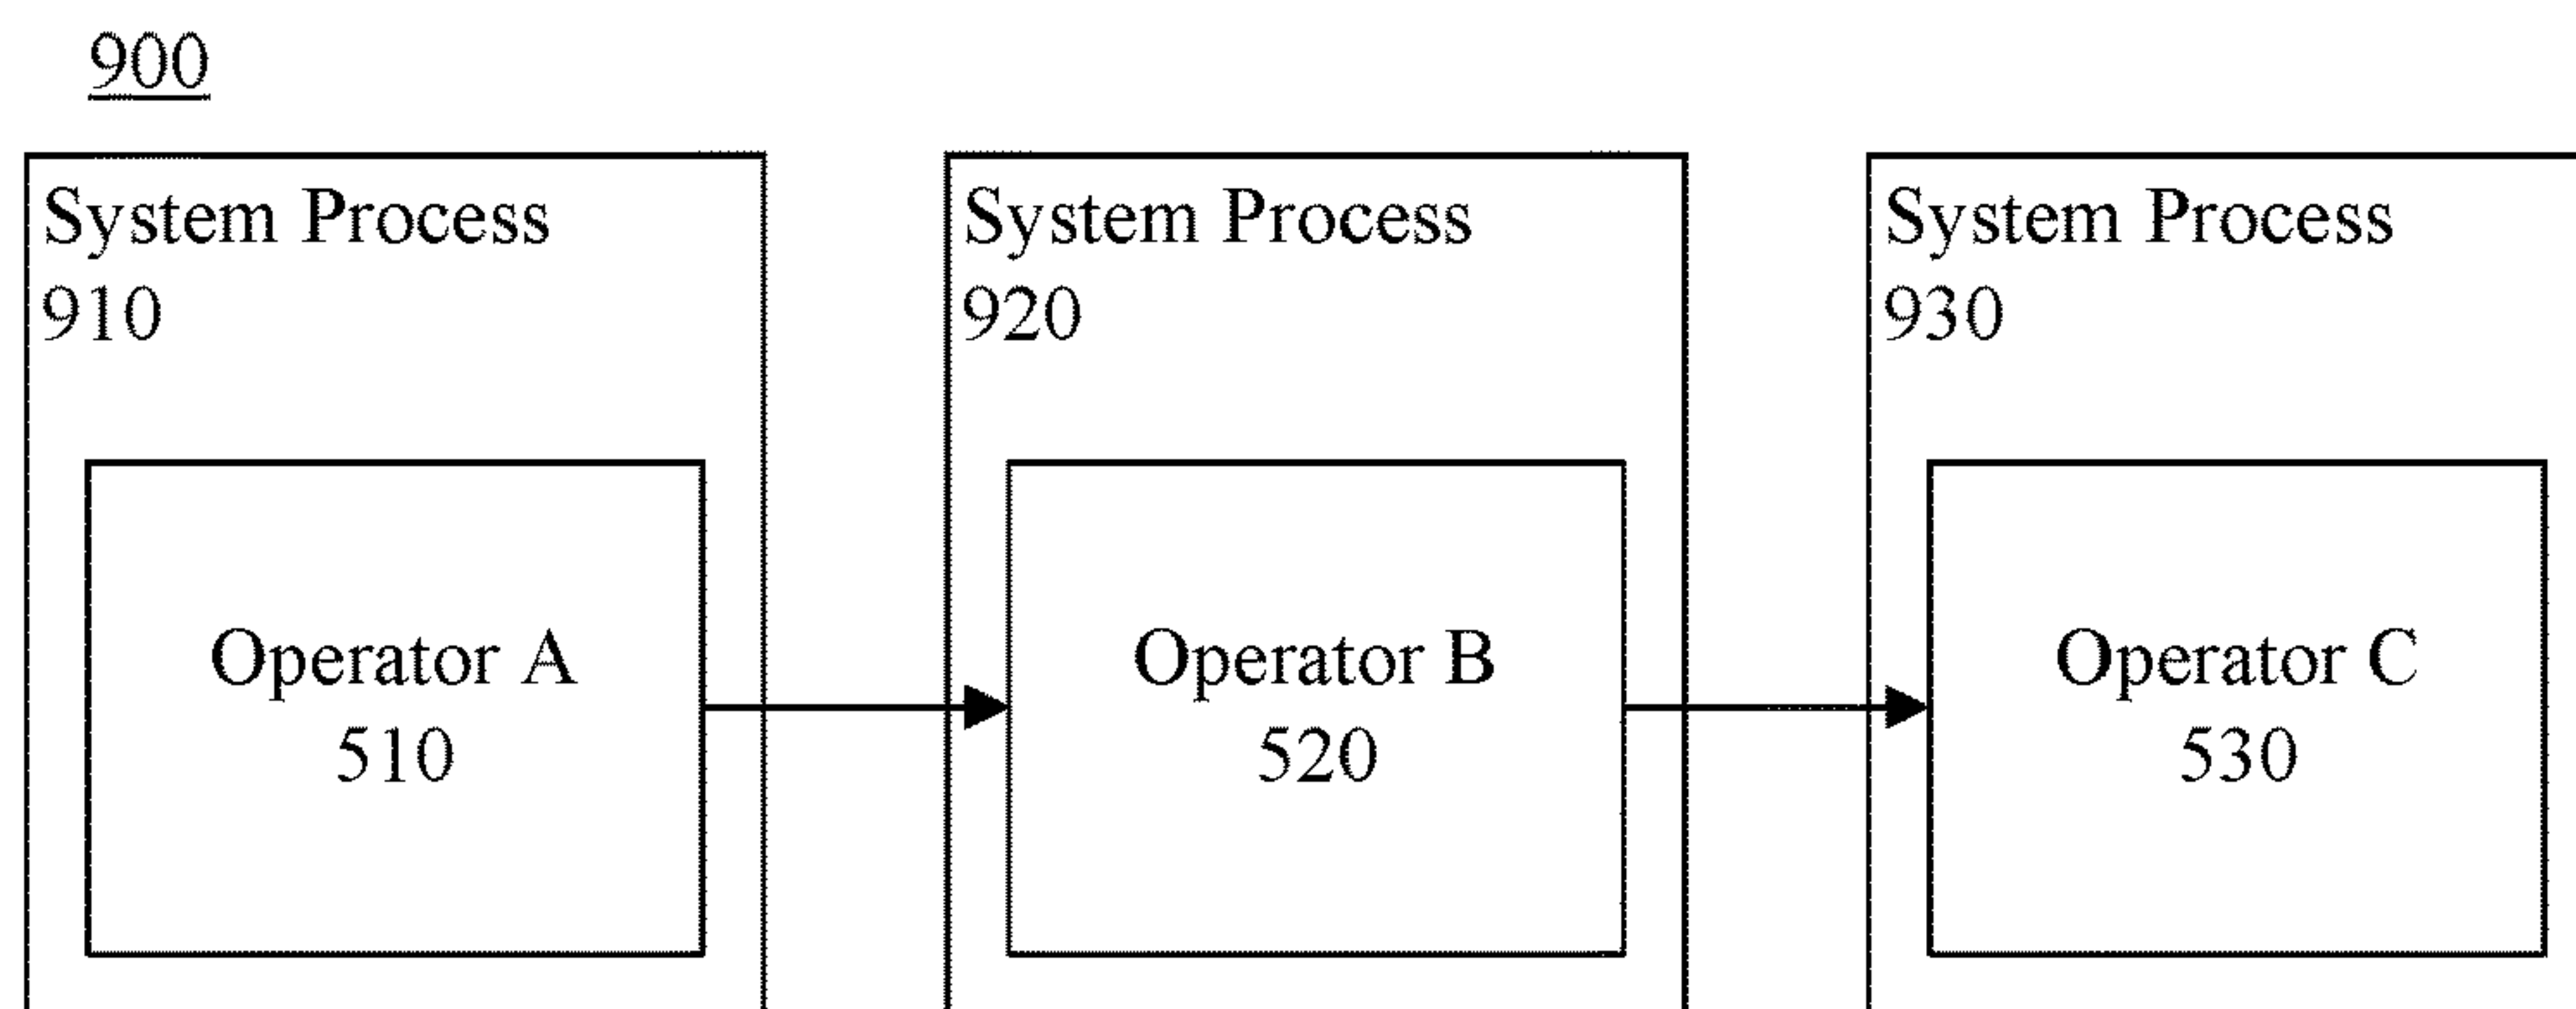 900
System Process
910
System Process
920
System Process
930
Operator A
510
Operator B
520
Operator C
530